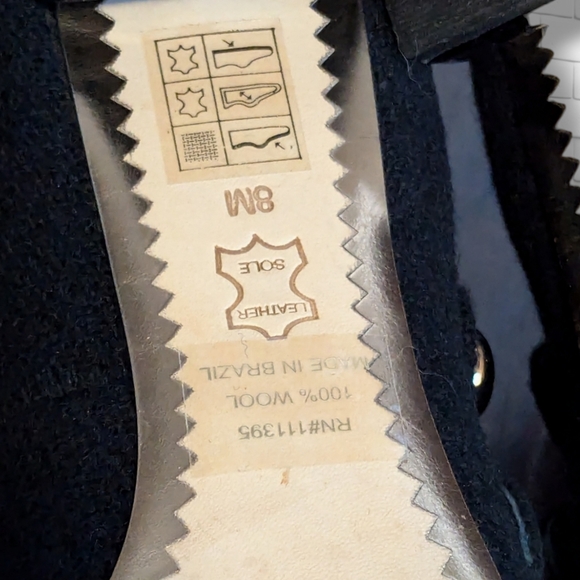 RN#111395
100% WOOL
MADE IN BRAZIL
LEATHER
SOLE
8M